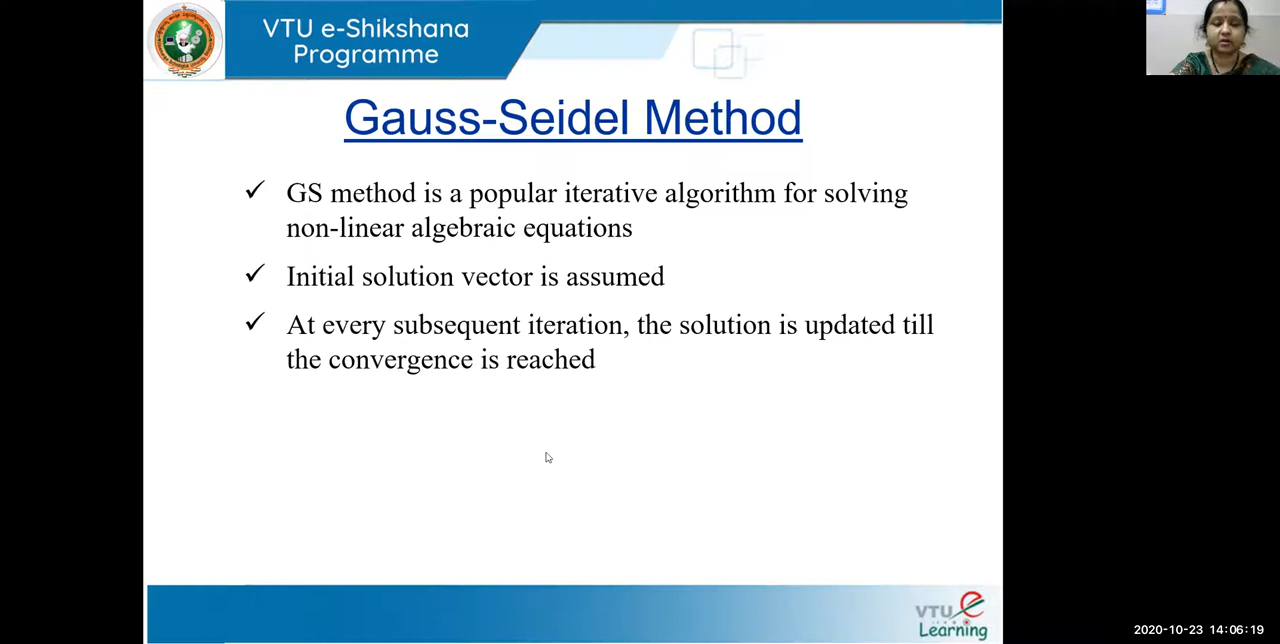 VTU e-Shikshana
Programme
Gauss-Seidel Method
✓ GS method is a popular iterative algorithm for solving
non-linear algebraic equations
✓ Initial solution vector is assumed
✓ At every subsequent iteration, the solution is updated till
the convergence is reached
VTU e
Learning
2020-10-23 14:06:19